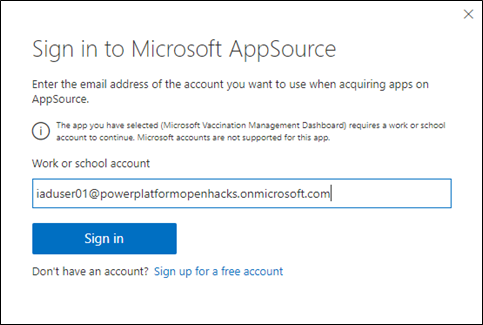 Sign in to Microsoft AppSource
Enter the email address of the account you want to use when acquiring apps on
AppSource.
The app you have selected (Microsoft Vaccination Management Dashboard) requires a work or school
account to continue, Microsoft accounts are not supported for this app.
Work or school account
iaduser01@powerplatformopenhacks.onmicrosoft.com
Sign in
Don't have an account? Sign up for a free account